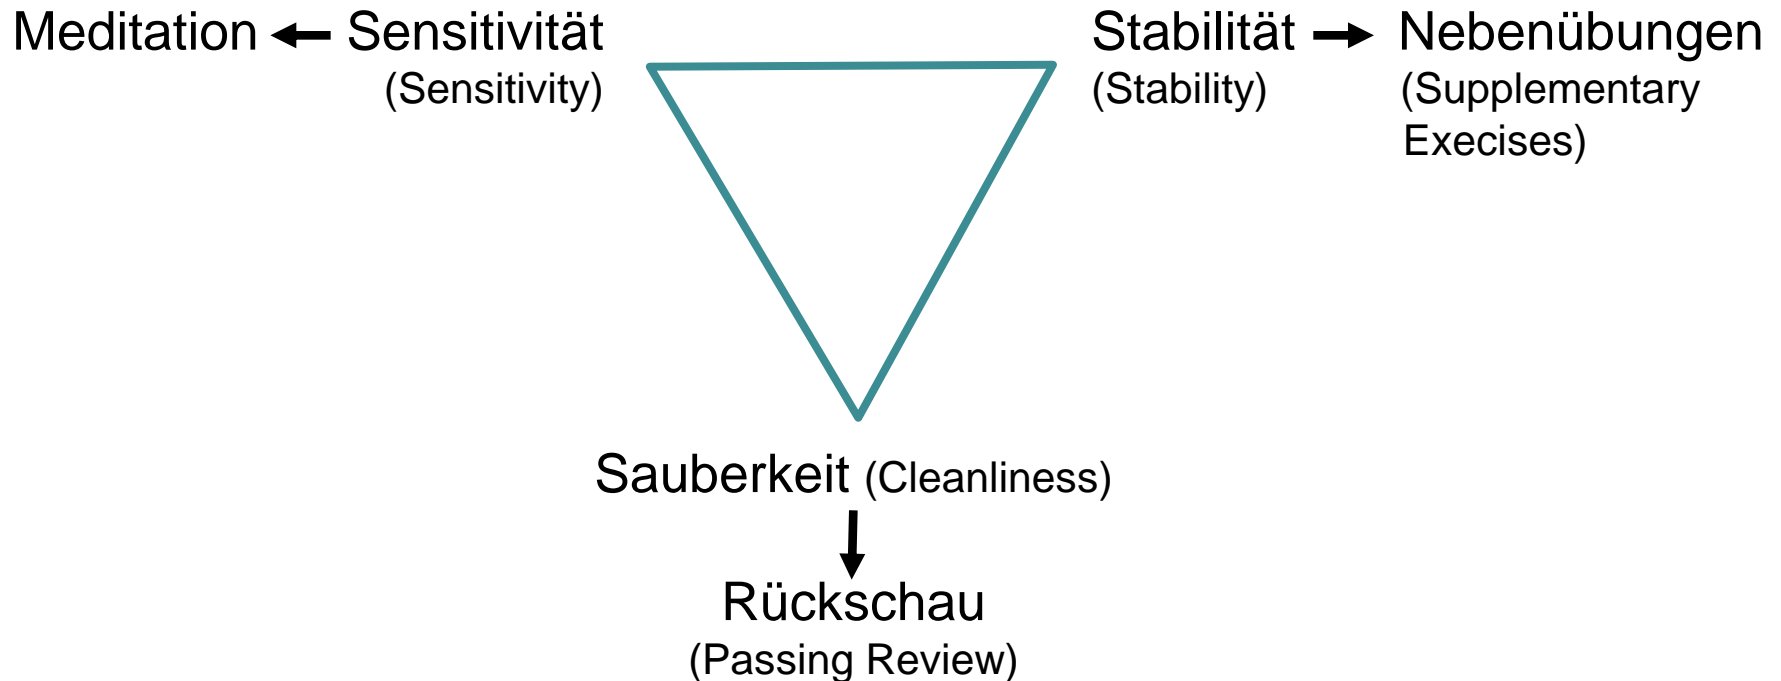 Meditation Sensitivität
(Sensitivity)
Stabilität Nebenübungen
(Stability) (Supplementary
Execises)
Sauberkeit (Cleanliness)
Rückschau
(Passing Review)